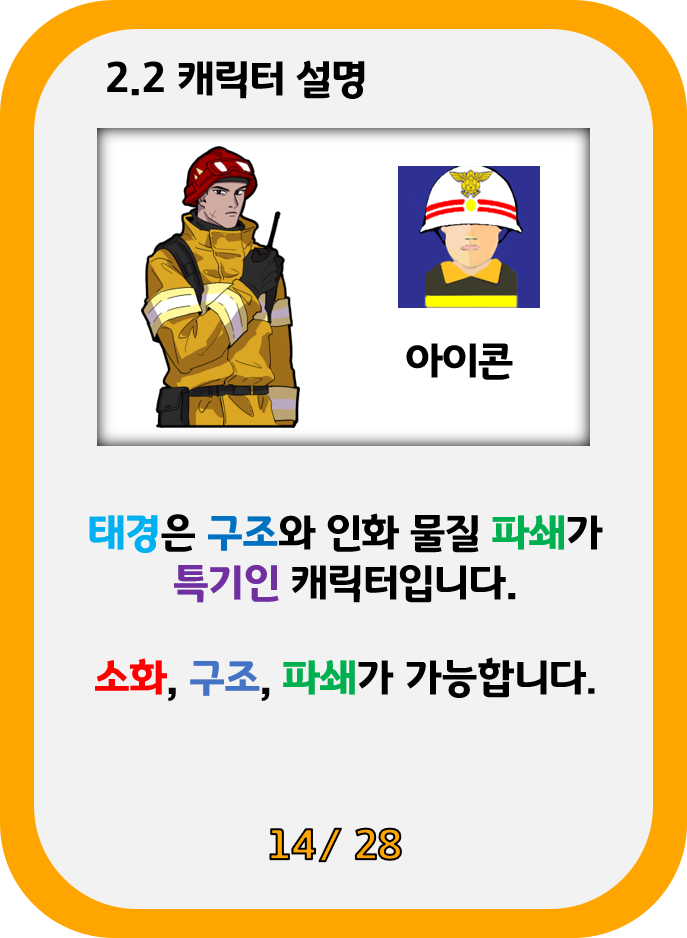 2.2 캐릭터 설명
아이콘
태경은 구조와 인화 물질 파쇄가
특기인 캐릭터입니다.
소화, 구조, 파쇄가 가능합니다.
14/ 28